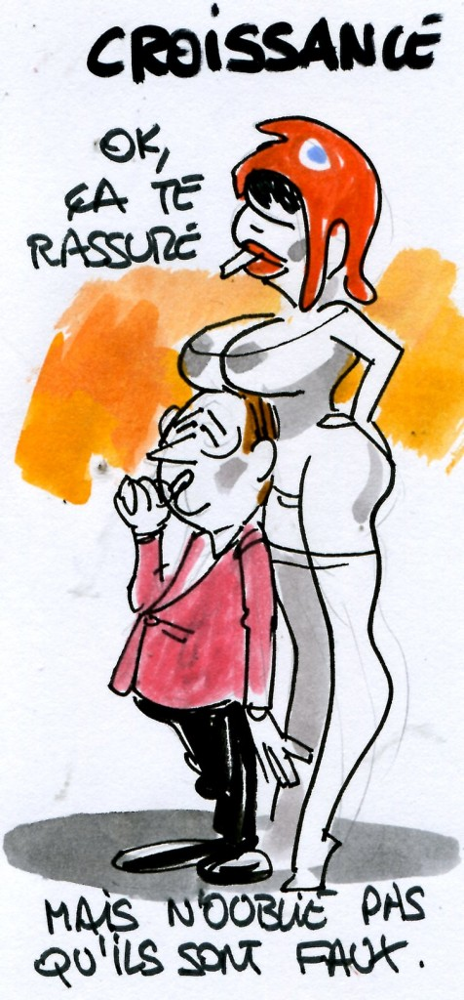 CROISSANCE
OK,
ÇA TE
RASSURE
MAIS N'OUBLIE PAS
QU'ILS SONT FAUX.